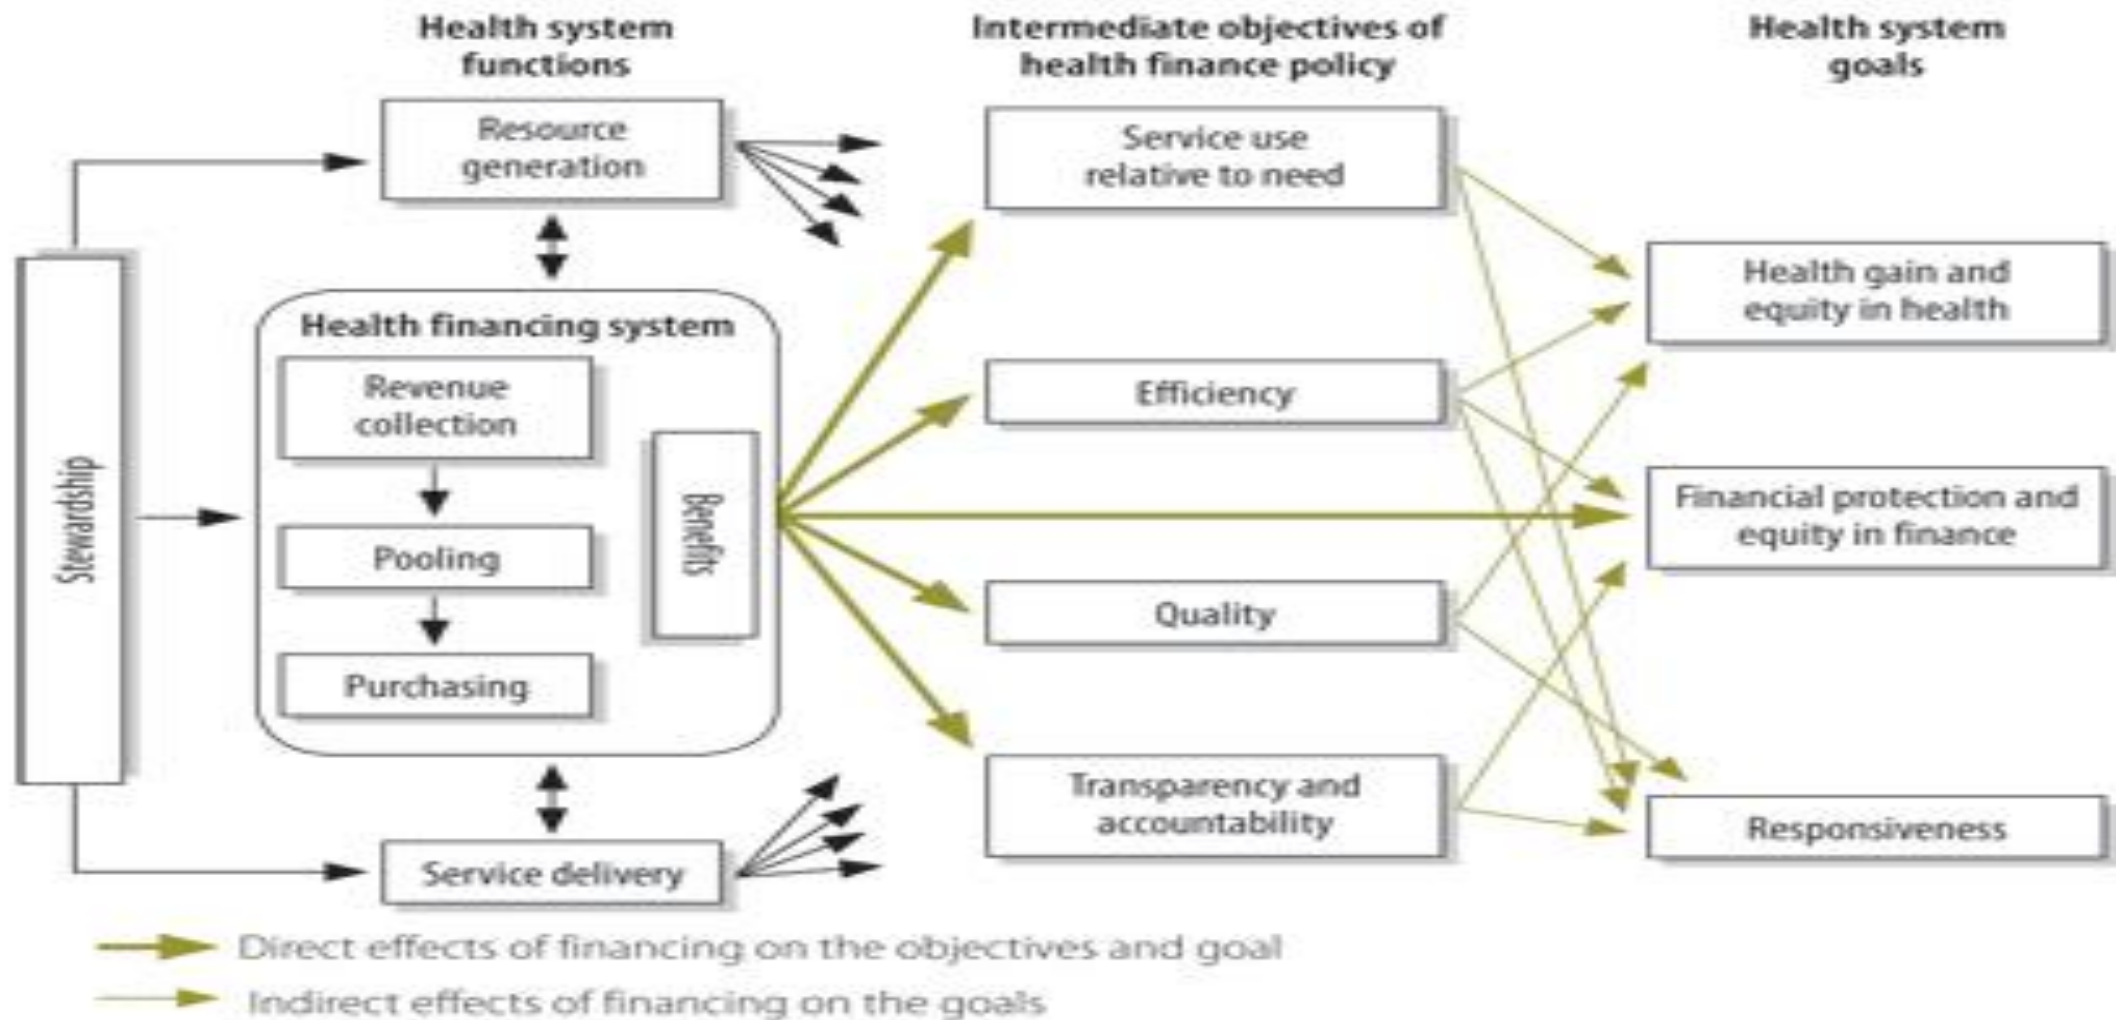 Health system
functions
Intermediate objectives of
health finance policy
Health system
goals
Resource
generation
Service use
relative to need
Health gain and
equity in health
Stewardship
Health financing system
Revenue
collection
Pooling
Purchasing
Benefits
Efficiency
Financial protection and
equity in finance
Quality
Transparency and
accountability
Responsiveness
Service delivery
Direct effects of financing on the objectives and goal
Indirect effects of financing on the goals